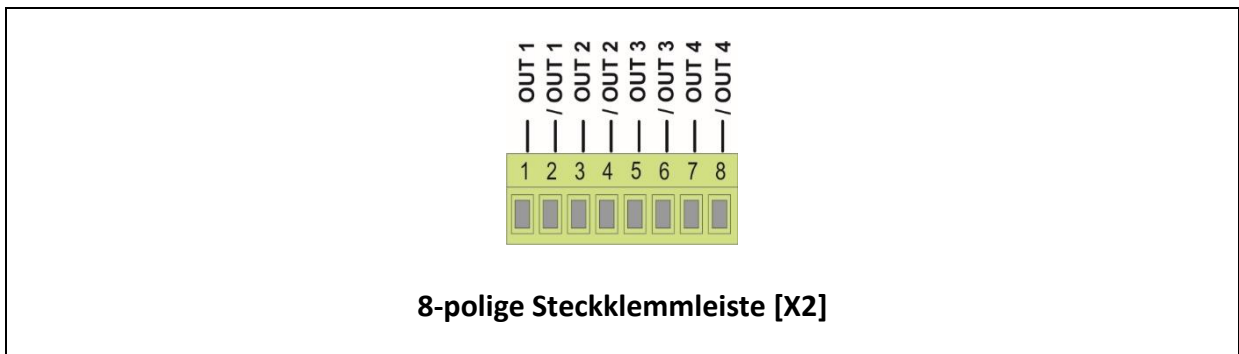 OUT 1
/ OUT 1
OUT 2
/ OUT 2
OUT 3
/ OUT 3
OUT 4
/ OUT 4
1 2 3 4 5 6 7 8
8-polige Steckklemmleiste [X2]